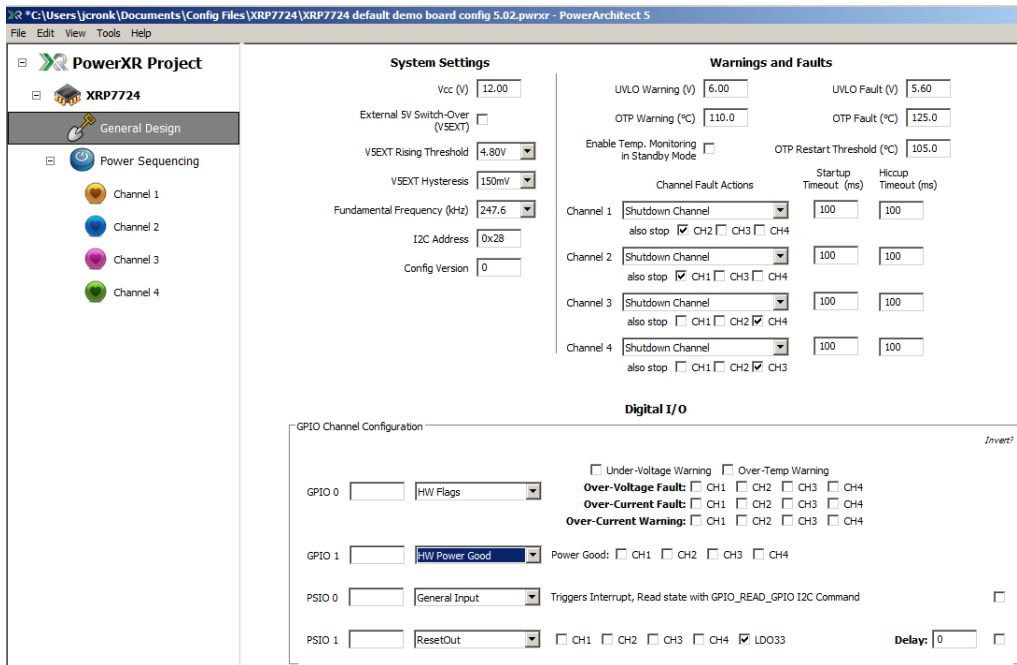 *C:\Users\jcronk\Documents\Config Files\XRP7724\XRP7724 default demo board config 5.02.pwrxr - PowerArchitect 5
File Edit View Tools Help
PowerXR Project
XRP7724
General Design
Power Sequencing
Channel 1
Channel 2
Channel 3
Channel 4
System Settings
Vcc (V) 12.00
External 5V Switch-Over
(V5EXT)
V5EXT Rising Threshold 4.80V
V5EXT Hysteresis 150mV
Fundamental Frequency (kHz) 247.6
I2C Address 0x28
Config Version 0
Warnings and Faults
UVLO Warning (V) 6.00 UVLO Fault (V) 5.60
OTP Warning (ºC) 110.0 OTP Fault (ºC) 125.0
Enable Temp. Monitoring
in Standby Mode
OTP Restart Threshold (ºC) 105.0
Channel Fault Actions
Startup
Timeout (ms)
Hiccup
Timeout (ms)
Channel 1 Shutdown Channel 100 100
also stop CH2 CH3 CH4
Channel 2 Shutdown Channel 100 100
also stop CH1 CH3 CH4
Channel 3 Shutdown Channel 100 100
also stop CH1 CH2 CH4
Channel 4 Shutdown Channel 100 100
also stop CH1 CH2 CH3
Digital I/O
GPIO Channel Configuration
Invert?
Under-Voltage Warning Over-Temp Warning
GPIO 0 HW Flags
Over-Voltage Fault: CH1 CH2 CH3 CH4
Over-Current Fault: CH1 CH2 CH3 CH4
Over-Current Warning: CH1 CH2 CH3 CH4
GPIO 1 HW Power Good Power Good: CH1 CH2 CH3 CH4
PSIO 0 General Input Triggers Interrupt, Read state with GPIO_READ_GPIO I2C Command
PSIO 1 ResetOut CH1 CH2 CH3 CH4 LDO33 Delay: 0